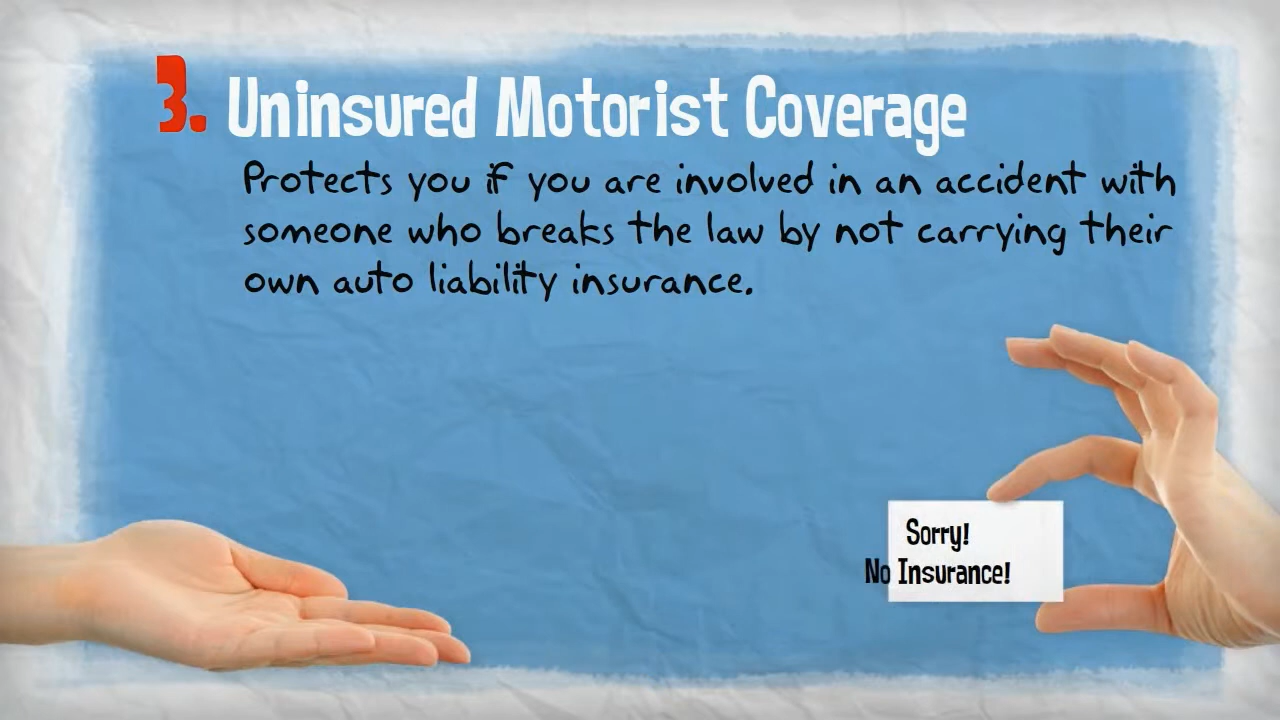 3. Uninsured Motorist Coverage
Protects you if you are involved in an accident with
someone who breaks the law by not carrying their
own auto liability insurance.
Sorry!
No Insurance!